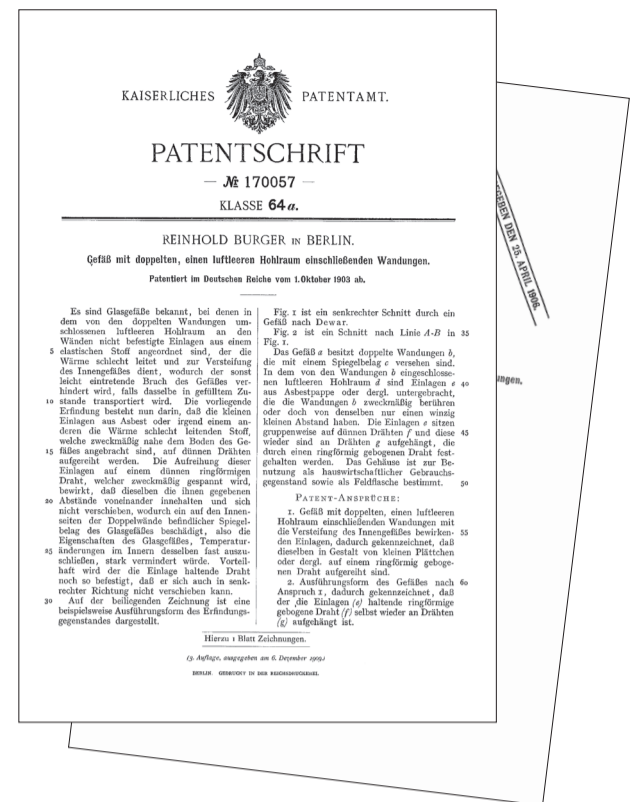 KAISERLICHES PATENTAMT.
PATENTSCHRIFT
— № 170057 —
KLASSE 64a.
REINHOLD BURGER IN BERLIN.
Gefäß mit doppelten, einen luftleeren Hohlraum einschließenden Wandungen.
Patentiert im Deutschen Reiche vom 1. Oktober 1903 ab.
Es sind Glasgefäße bekannt, bei denen in
dem von den doppelten Wandungen um-
schlossenen luftleeren Hohlraum an den
Wänden nicht befestigte Einlagen aus einem
5 elastischen Stoff angeordnet sind, der die
Wärme schlecht leitet und zur Versteifung
des Innengefäßes dient, wodurch der sonst
leicht eintretende Bruch des Gefäßes ver-
hindert wird, falls dasselbe in gefülltem Zu-
10 stande transportiert wird. Die vorliegende
Erfindung besteht nun darin, daß die kleinen
Einlagen aus Asbest oder irgend einem an-
deren die Wärme schlecht leitenden Stoff,
welche zweckmäßig nahe dem Boden des Ge-
15 fäßes angebracht sind, auf dünnen Drähten
aufgereiht werden. Die Aufreihung dieser
Einlagen auf einem dünnen ringförmigen
Draht, welcher zweckmäßig gespannt wird,
bewirkt, daß dieselben die ihnen gegebenen
20 Abstände voneinander innehalten und sich
nicht verschieben, wodurch ein auf den Innen-
seiten der Doppelwände befindlicher Spiegel-
belag des Glasgefäßes beschädigt, also die
Eigenschaften des Glasgefäßes, Temperatur-
25 änderungen im Innern desselben fast auszu-
schließen, stark vermindert würde. Vorteil-
haft wird der die Einlage haltende Draht
noch so befestigt, daß er sich auch in senk-
rechter Richtung nicht verschieben kann.
30 Auf der beiliegenden Zeichnung ist eine
beispielsweise Ausführungsform des Erfindungs-
gegenstandes dargestellt.
Fig. 1 ist ein senkrechter Schnitt durch ein
Gefäß nach Dewar.
Fig. 2 ist ein Schnitt nach Linie A-B in 35
Fig. 1.
Das Gefäß a besitzt doppelte Wandungen b,
die mit einem Spiegelbelag c versehen sind.
In dem von den Wandungen b eingeschlosse-
nen luftleeren Hohlraum d sind Einlagen e 40
aus Asbestpappe oder dergl. untergebracht,
die die Wandungen b zweckmäßig berühren
oder doch von denselben nur einen winzig
kleinen Abstand haben. Die Einlagen e sitzen
gruppenweise auf dünnen Drähten f und diese 45
wieder sind an Drähten g aufgehängt, die
durch einen ringförmig gebogenen Draht fest-
gehalten werden. Das Gehäuse ist zur Be-
nutzung als hauswirtschaftlicher Gebrauchs-
gegenstand sowie als Feldflasche bestimmt. 50
PATENT-ANSPRÜCHE:
1. Gefäß mit doppelten, einen luftleeren
Hohlraum einschließenden Wandungen mit
die Versteifung des Innengefäßes bewirken- 55
den Einlagen, dadurch gekennzeichnet, daß
dieselben in Gestalt von kleinen Plättchen
oder dergl. auf einem ringförmig geboge-
nen Draht aufgereiht sind.
2. Ausführungsform des Gefäßes nach 60
Anspruch 1, dadurch gekennzeichnet, daß
der die Einlagen (e) haltende ringförmige
gebogene Draht (f) selbst wieder an Drähten
(g) aufgehängt ist.
Hierzu 1 Blatt Zeichnungen.
(3. Auflage, ausgegeben am 6. Dezember 1909.)
BERLIN. GEDRUCKT IN DER REICHSDRUCKEREI.
GEBEN DEN 25. APRIL 1906.
ungen.